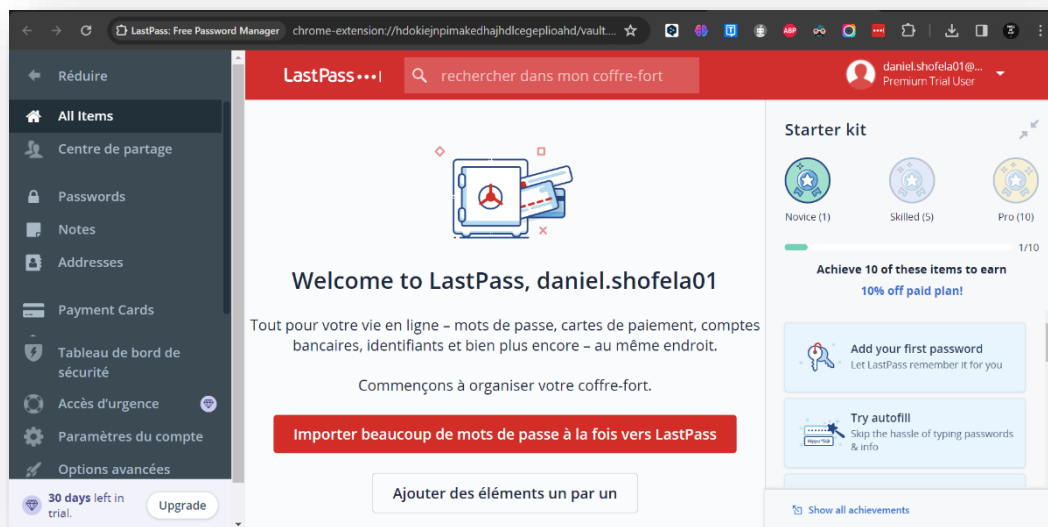 LastPass: Free Password Manager
chrome-extension://hdokiejnpimakedhajhdlcegeplioahd/vault....
ABP
Réduire
All Items
Centre de partage
Passwords
Notes
Addresses
Payment Cards
Tableau de bord de
sécurité
Accès d'urgence
Paramètres du compte
Options avancées
30 days left in
trial.
Upgrade
LastPass •••|
rechercher dans mon coffre-fort
daniel.shofela01@...
Premium Trial User
Welcome to LastPass, daniel.shofela01
Tout pour votre vie en ligne – mots de passe, cartes de paiement, comptes
bancaires, identifiants et bien plus encore – au même endroit.
Commençons à organiser votre coffre-fort.
Importer beaucoup de mots de passe à la fois vers LastPass
Ajouter des éléments un par un
Starter kit
Novice (1)
Skilled (5)
Pro (10)
1/10
Achieve 10 of these items to earn
10% off paid plan!
Add your first password
Let LastPass remember it for you
Try autofill
Skip the hassle of typing passwords
& info
Show all achievements